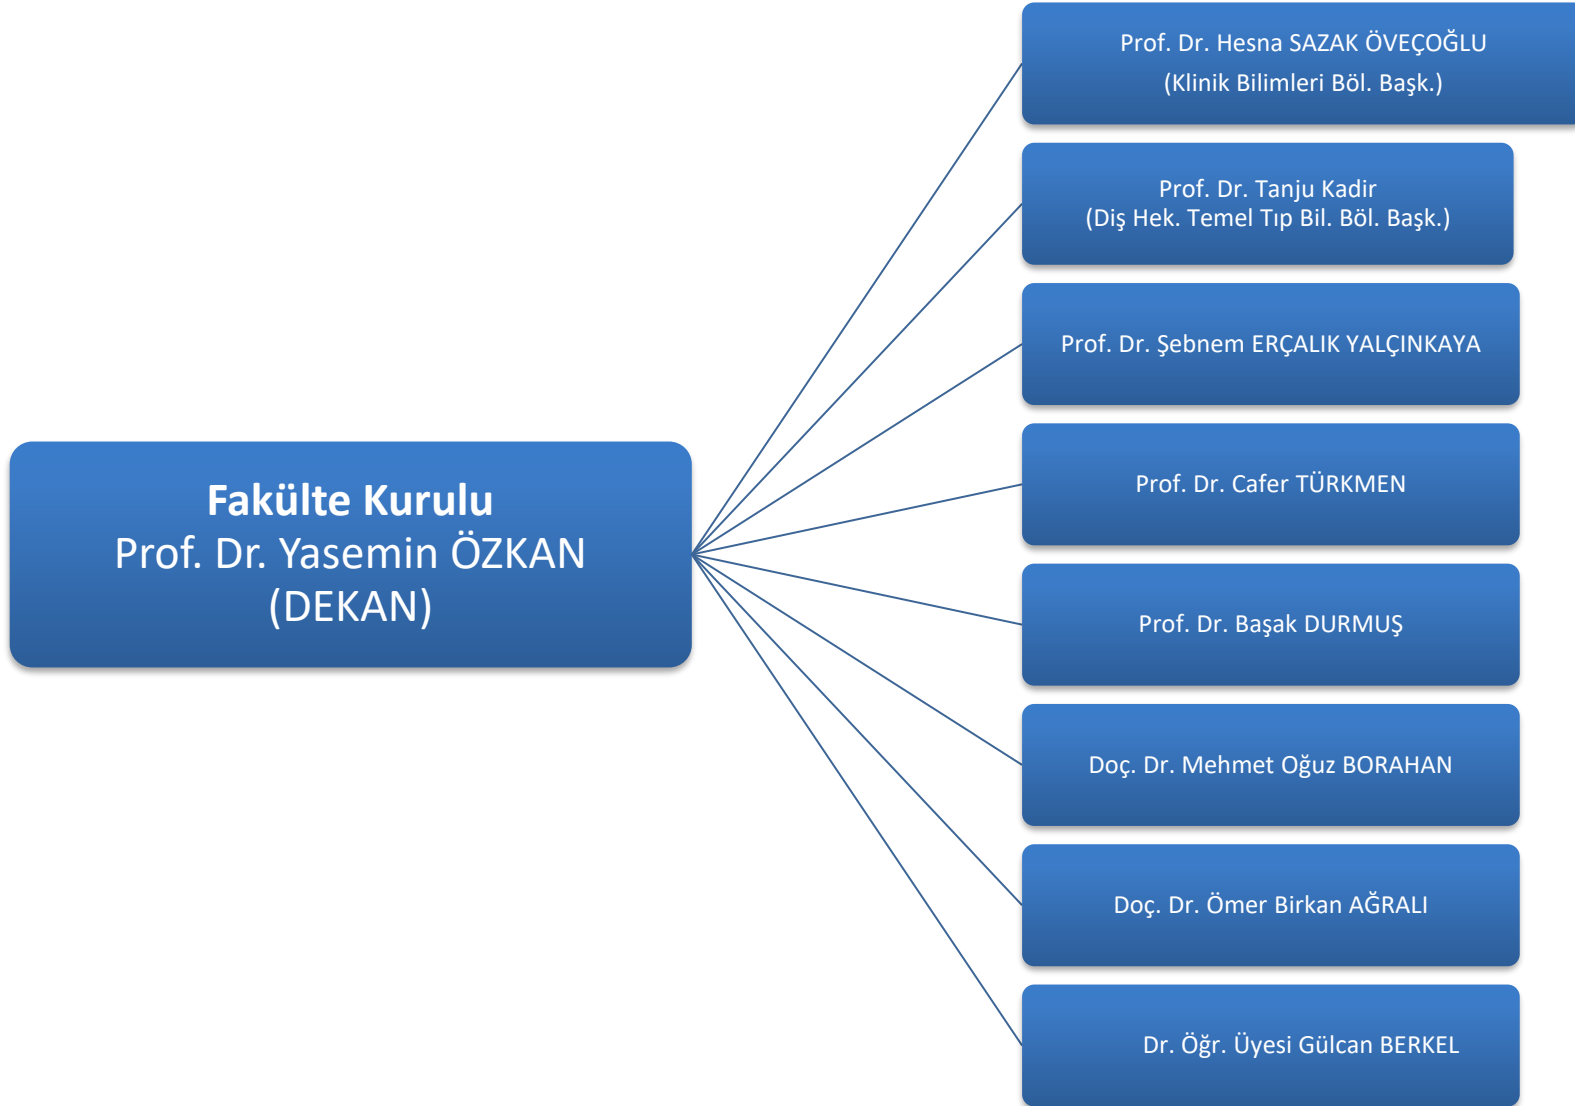 Prof. Dr. Hesna SAZAK ÖVEÇOĞLU
(Klinik Bilimleri Böl. Başk.)
Prof. Dr. Tanju Kadir
(Diş Hek. Temel Tıp Bil. Böl. Başk.)
Prof. Dr. Şebnem ERÇALIK YALÇINKAYA
Prof. Dr. Cafer TÜRKMEN
Fakülte Kurulu
Prof. Dr. Yasemin ÖZKAN
(DEKAN)
Prof. Dr. Başak DURMUŞ
Doç. Dr. Mehmet Oğuz BORAHAN
Doç. Dr. Ömer Birkan AĞRALI
Dr. Öğr. Üyesi Gülcan BERKEL